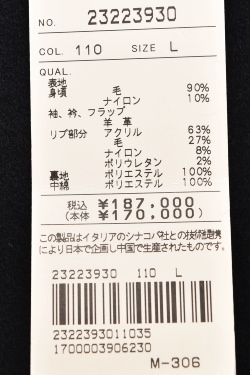 NO. 23223930
COL. 110 SIZE L
QUAL.
表地
身頃 毛 90%
ナイロン 10%
袖、衿、フラップ
羊 革
リブ部分 アクリル 63%
毛 27%
ナイロン 8%
ポリウレタン 2%
裏地 ポリエステル 100%
中綿 ポリエステル 100%
税込 ¥187,000
(本体 ¥170,000)
この製品はイタリアのシナコバ社との技術提携
により日本で企画し中国で生産されたものです。
23223930 110 L
2322393011035
1700003906230
M-306